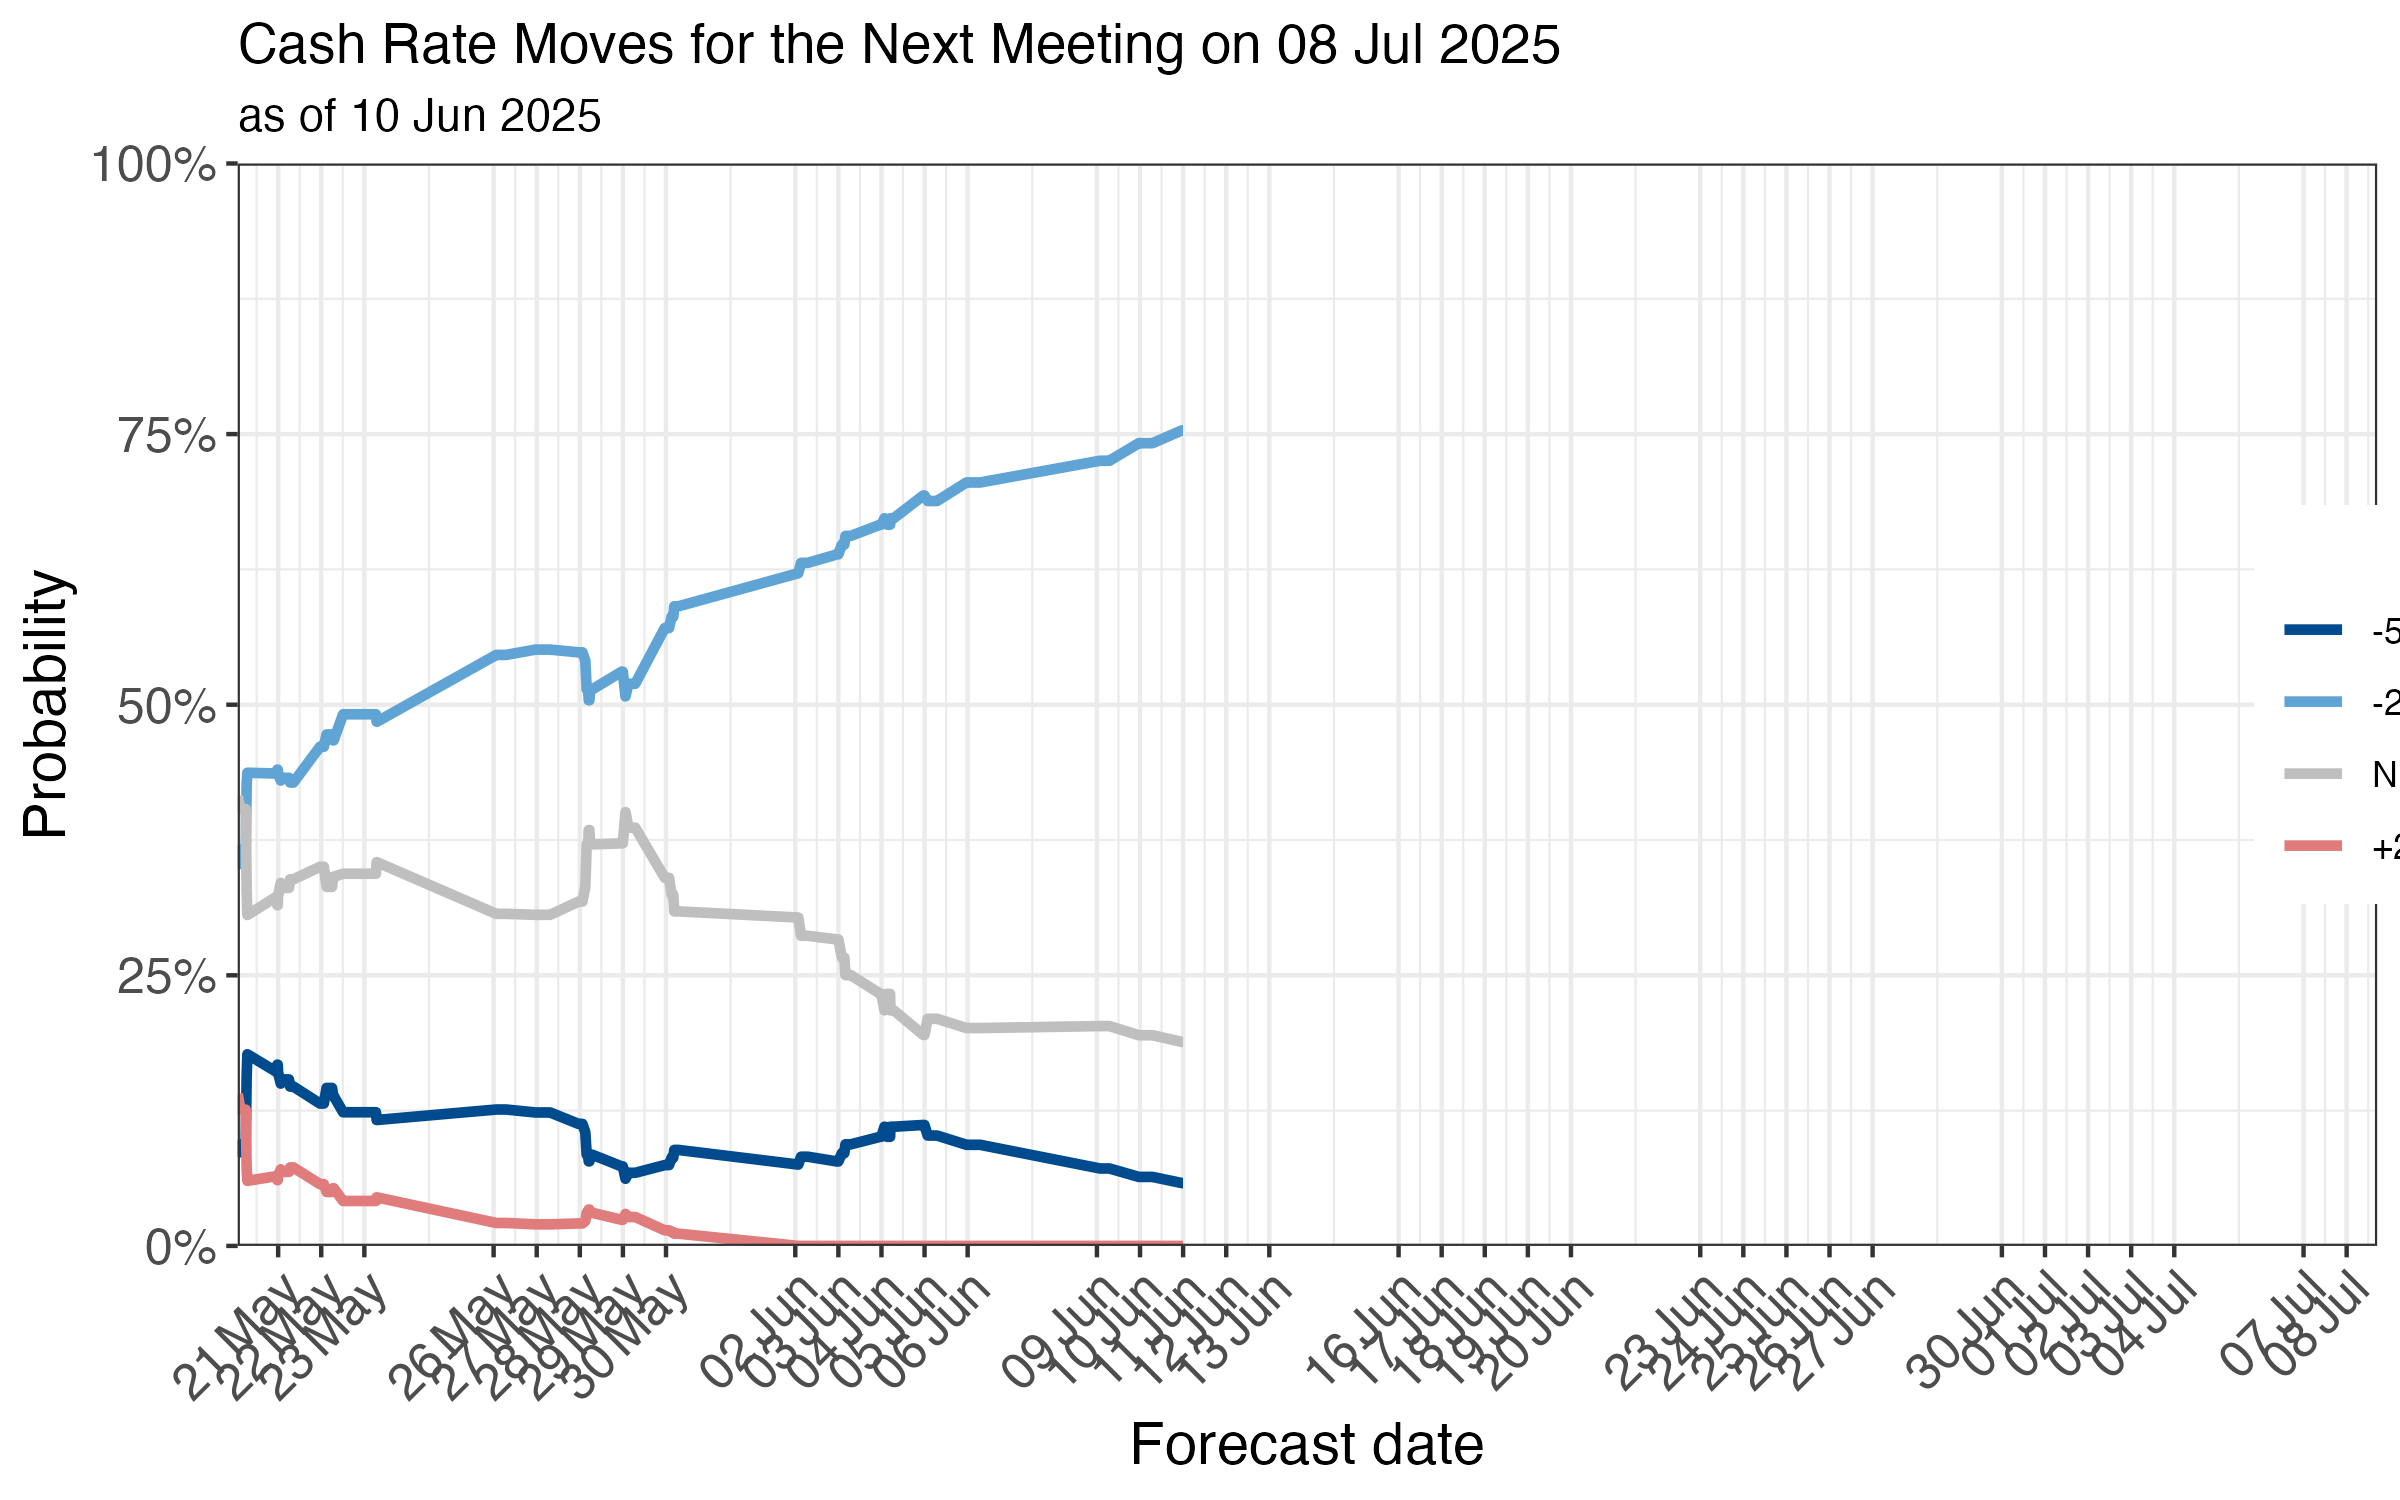 Cash Rate Moves for the Next Meeting on 08 Jul 2025
as of 10 Jun 2025
100%
75%
50%
25%
0%
Probability
-5
-2
N
+2
21 May
22 May
23 May
26 May
27 May
28 May
29 May
30 May
02 Jun
03 Jun
04 Jun
05 Jun
06 Jun
09 Jun
10 Jun
11 Jun
12 Jun
13 Jun
16 Jun
17 Jun
18 Jun
19 Jun
20 Jun
23 Jun
24 Jun
25 Jun
26 Jun
27 Jun
30 Jun
01 Jul
02 Jul
03 Jul
04 Jul
07 Jul
08 Jul
Forecast date